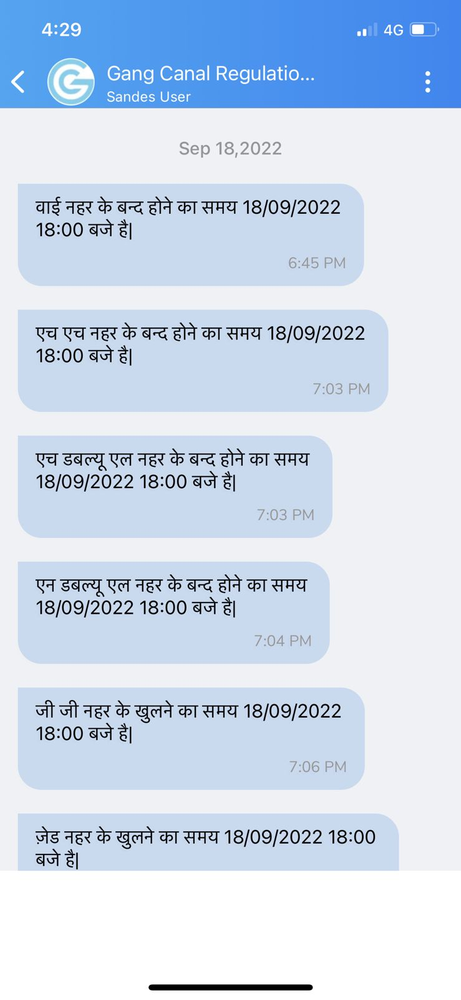 4:29
4G
Gang Canal Regulatio...
Sandes User
Sep 18,2022
वाई नहर के बन्द होने का समय 18/09/2022
18:00 बजे है|
6:45 PM
एच एच नहर के बन्द होने का समय 18/09/2022
18:00 बजे है|
7:03 PM
एच डबल्यू एल नहर के बन्द होने का समय
18/09/2022 18:00 बजे है|
7:03 PM
एन डबल्यू एल नहर के बन्द होने का समय
18/09/2022 18:00 बजे है|
7:04 PM
जी जी नहर के खुलने का समय 18/09/2022
18:00 बजे है|
7:06 PM
ज़ेड नहर के खुलने का समय 18/09/2022 18:00
बजे है|